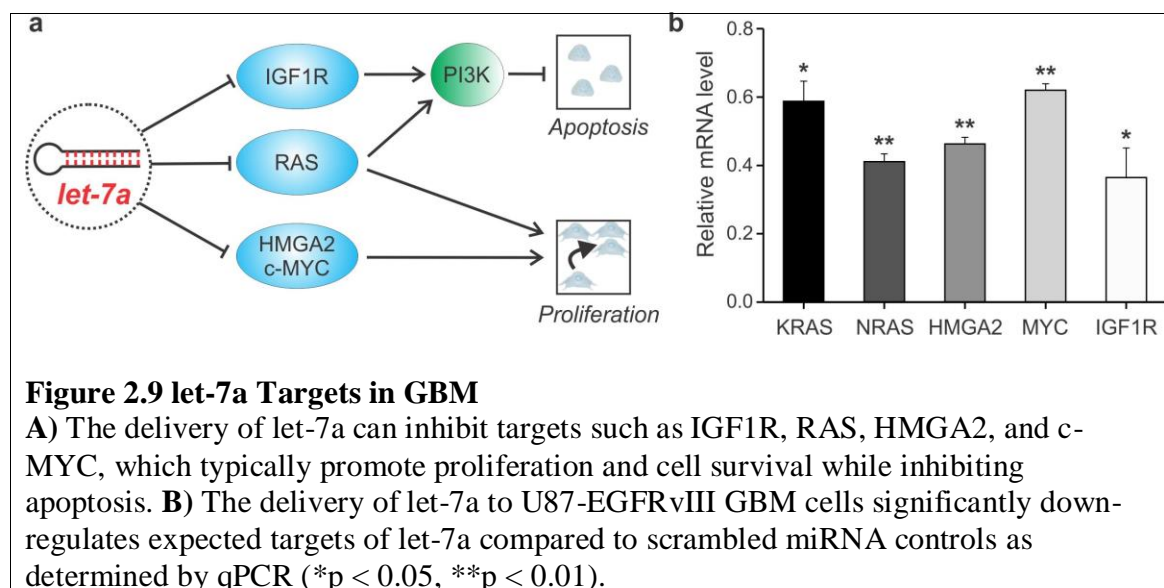 a
IGF1R
PI3K
Apoptosis
let-7a
RAS
HMGA2
c-MYC
Proliferation
b
Relative mRNA level
0.8
0.6
0.4
0.2
0.0
*
**
**
**
*
KRAS NRAS HMGA2 MYC IGF1R
Figure 2.9 let-7a Targets in GBM
A) The delivery of let-7a can inhibit targets such as IGF1R, RAS, HMGA2, and c-
MYC, which typically promote proliferation and cell survival while inhibiting
apoptosis. B) The delivery of let-7a to U87-EGFRvIII GBM cells significantly down-
regulates expected targets of let-7a compared to scrambled miRNA controls as
determined by qPCR (*p < 0.05, **p < 0.01).